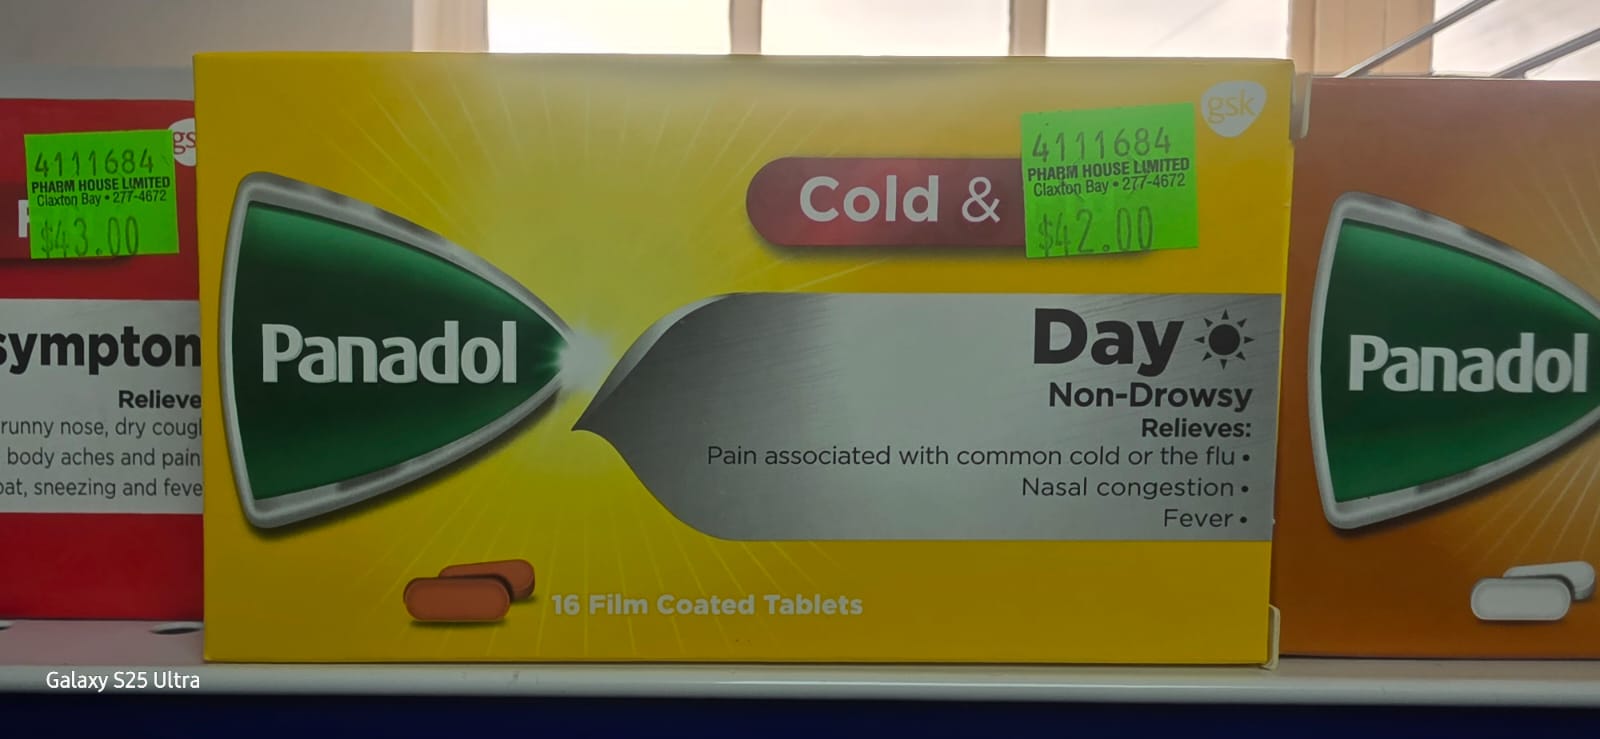 gs
4111684
PHARM HOUSE LIMITED
Claxton Bay • 277-4672
$43.00
sympton
Relieve
runny nose, dry cough
body aches and pain
oat, sneezing and feve
gsk
4111684
PHARM HOUSE LIMITED
Claxton Bay • 277-4672
$42.00
Cold &
Panadol
Day
Non-Drowsy
Relieves:
Pain associated with common cold or the flu •
Nasal congestion •
Fever •
16 Film Coated Tablets
Panadol
Galaxy S25 Ultra